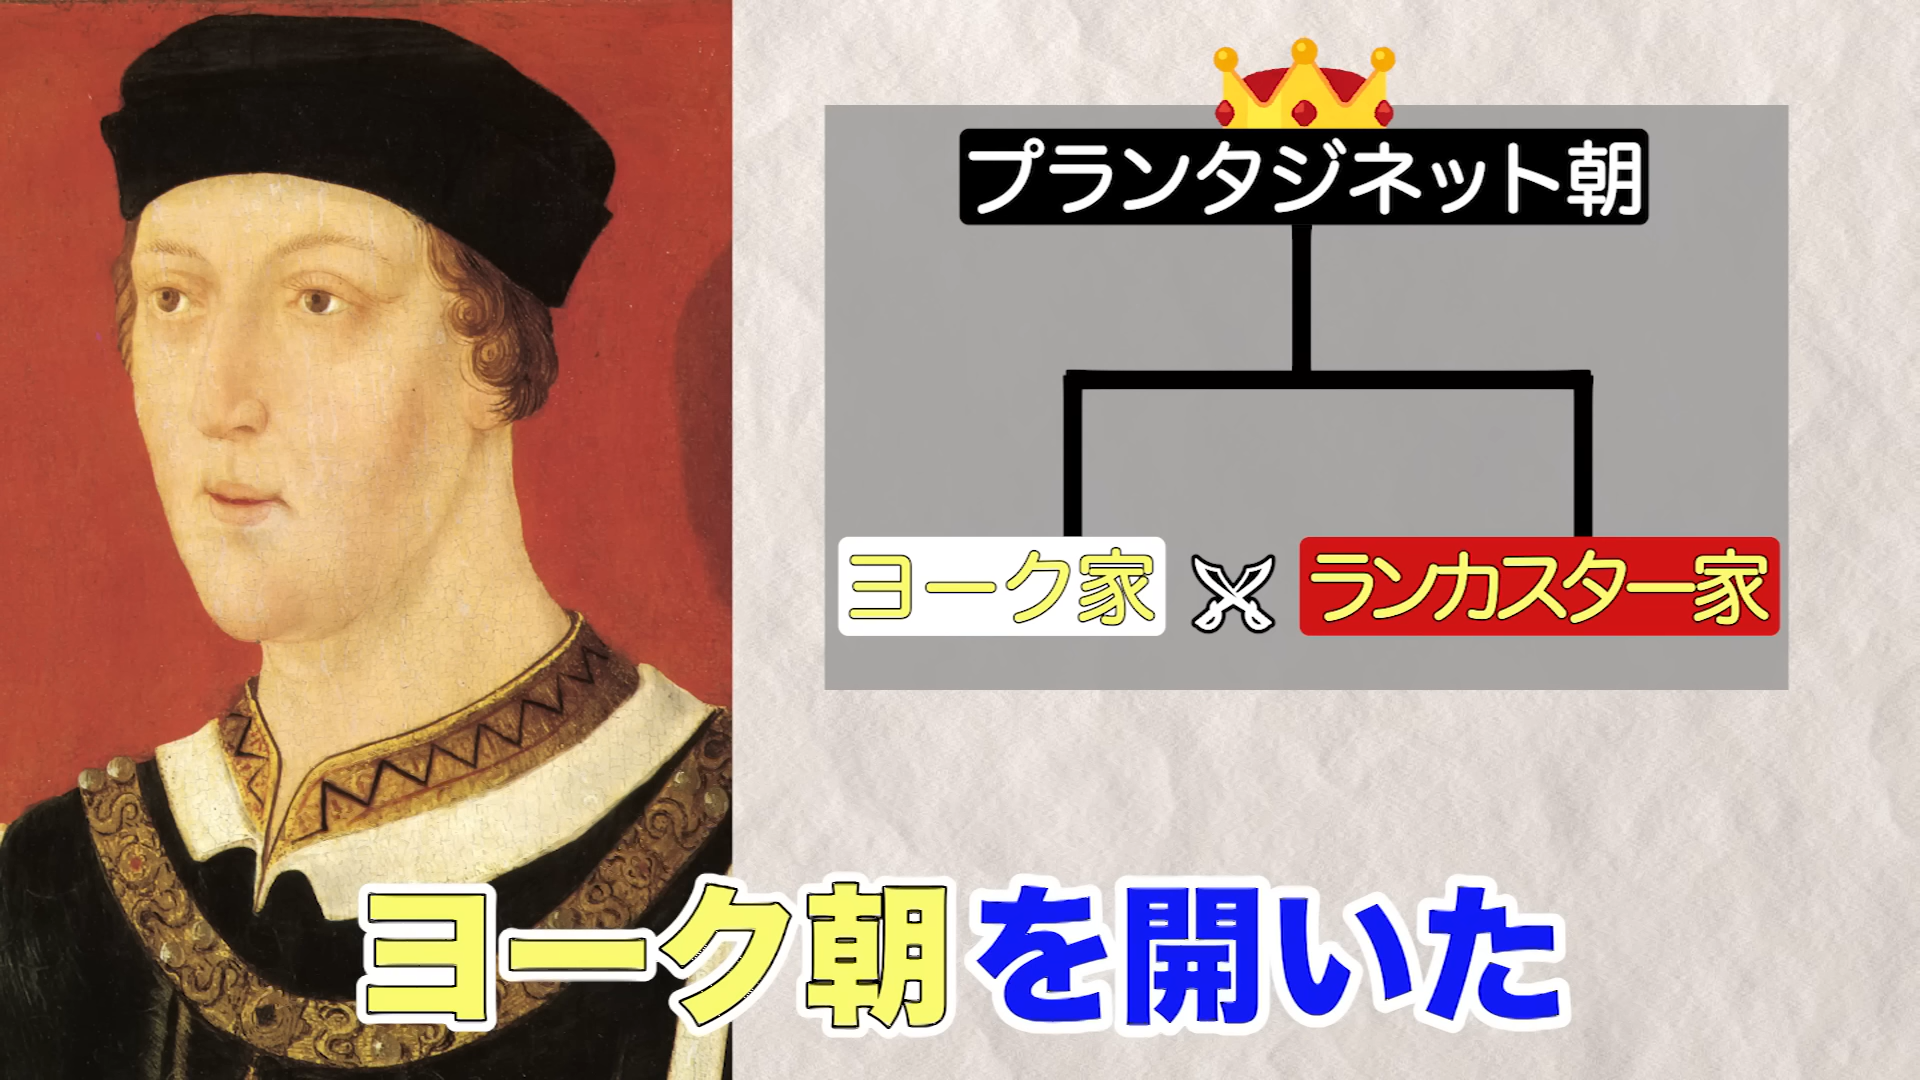 プランタジネット朝
ヨーク家
ランカスター家
ヨーク朝を開いた